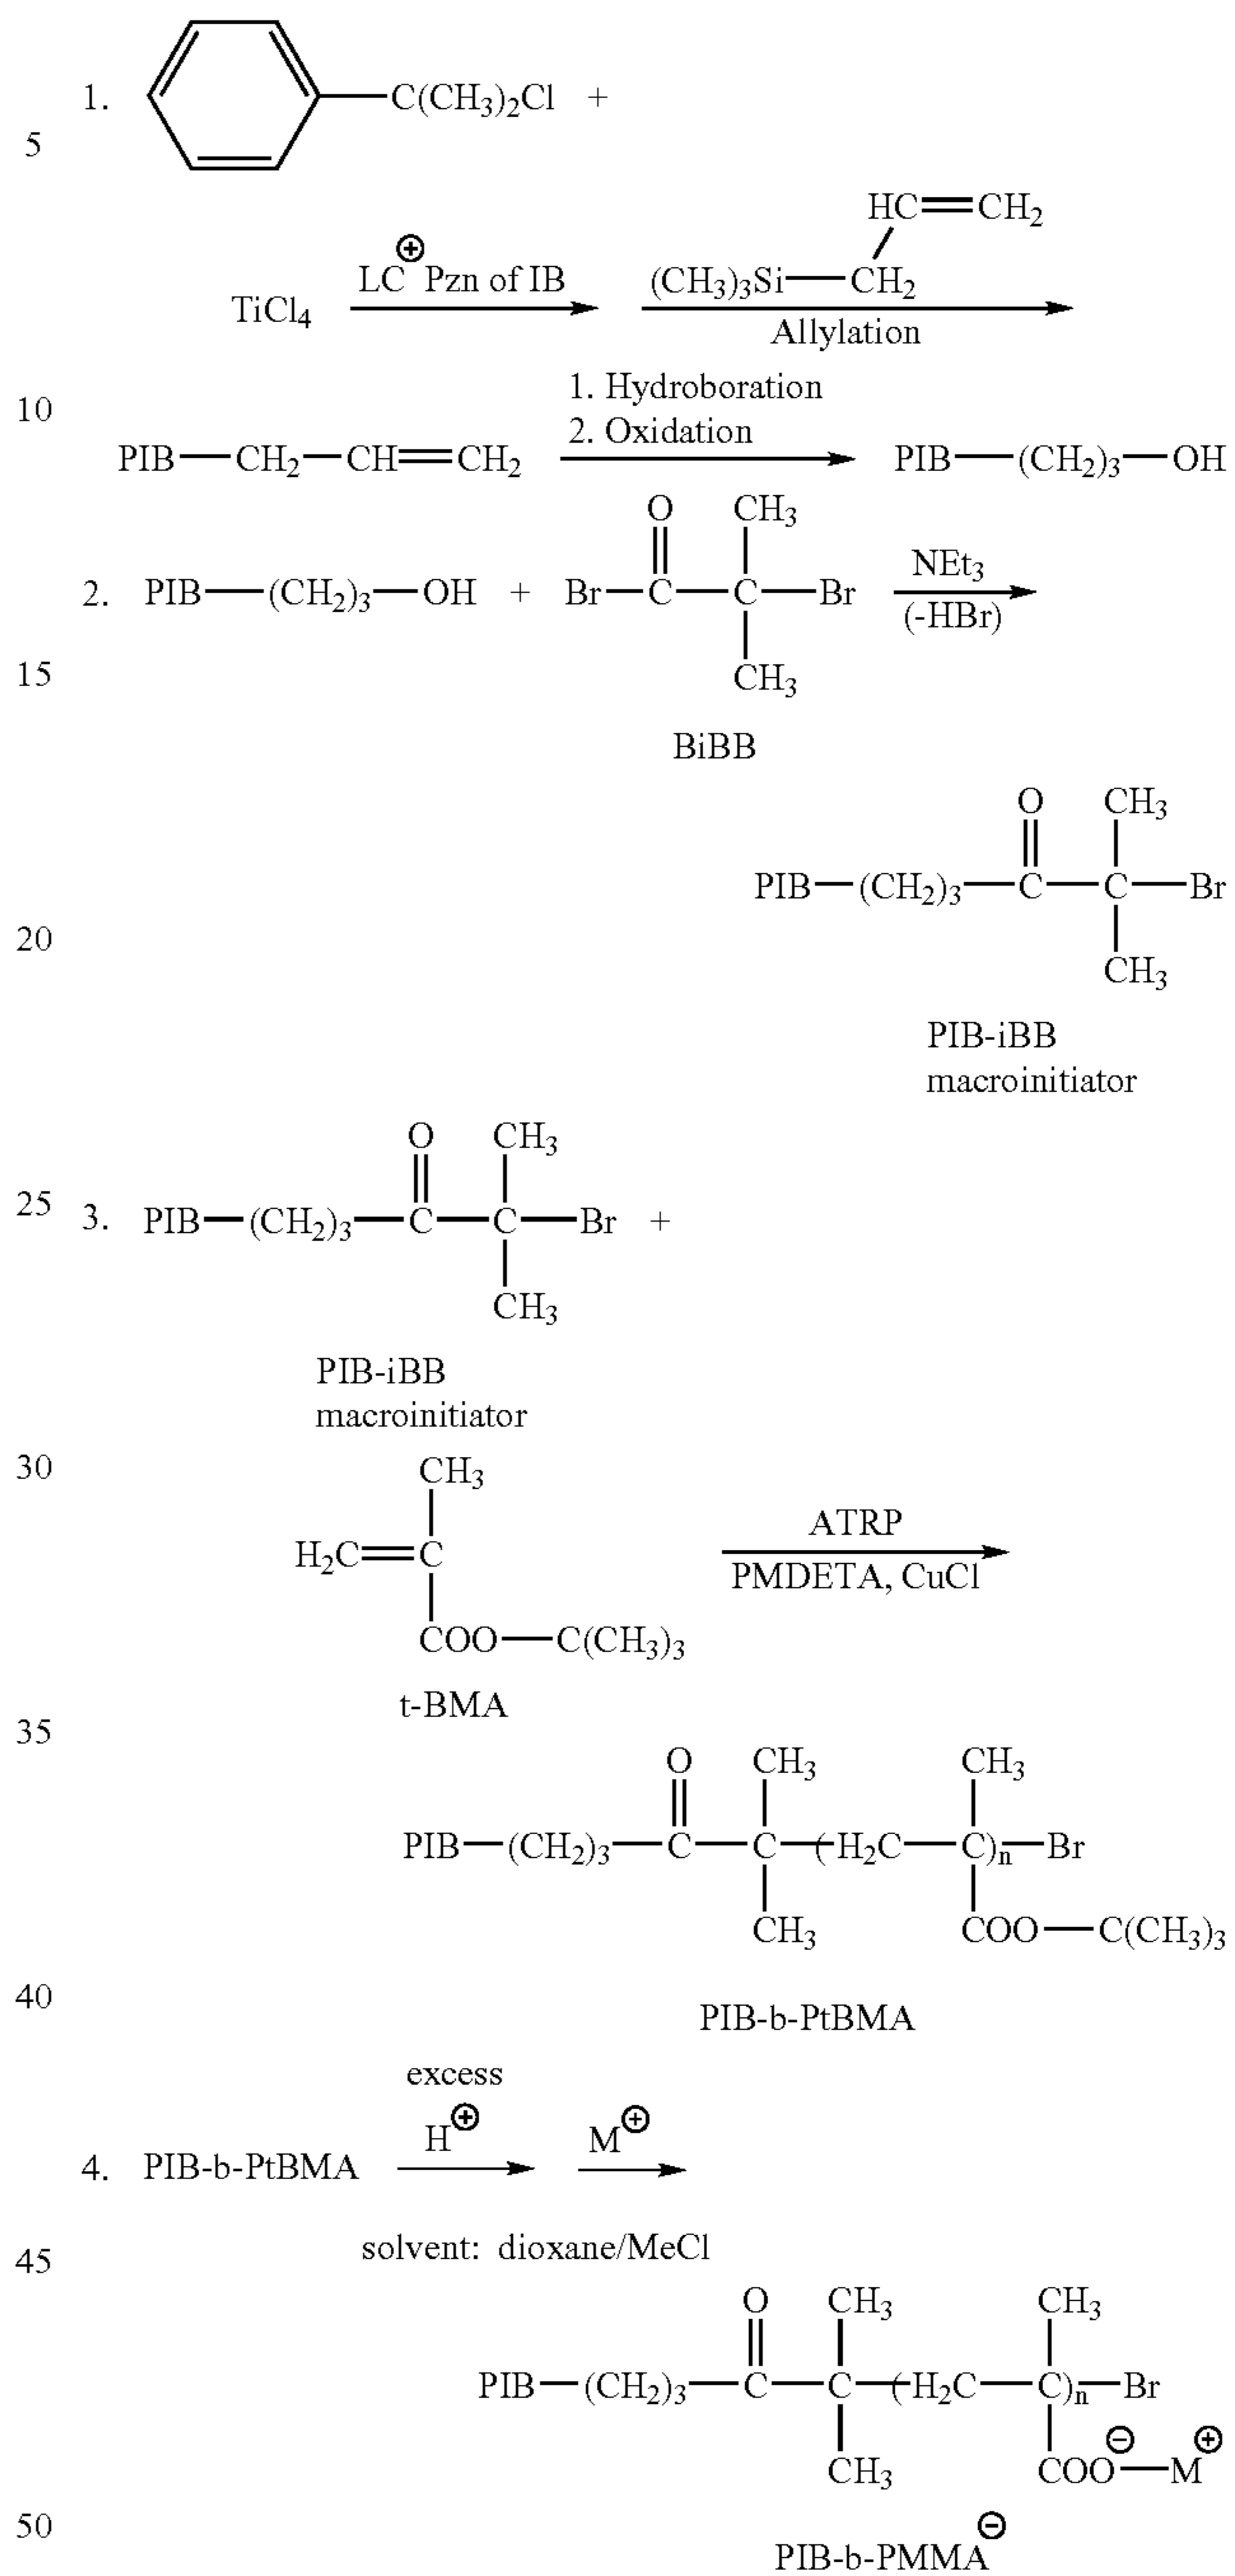 1. C(CH3)2Cl +
5
HC=CH2
LC⊕ Pzn of IB
(CH3)3Si—CH2
TiCl4
Allylation
1. Hydroboration
10
2. Oxidation
PIB—CH2—CH=CH2 PIB—(CH2)3—OH
O CH3
NEt3
2. PIB—(CH2)3—OH + Br—C—C—Br
(-HBr)
15
CH3
BiBB
O CH3
PIB—(CH2)3—C—C—Br
20
CH3
PIB-iBB
macroinitiator
O CH3
25
3. PIB—(CH2)3—C—C—Br +
CH3
PIB-iBB
macroinitiator
30
CH3
ATRP
H2C=C
PMDETA, CuCl
COO—C(CH3)3
t-BMA
35
O CH3 CH3
PIB—(CH2)3—C—C—(H2C—C)n—Br
CH3 COO—C(CH3)3
40
PIB-b-PtBMA
excess
H⊕ M⊕
4. PIB-b-PtBMA
solvent: dioxane/MeCl
45
O CH3 CH3
PIB—(CH2)3—C—C—(H2C—C)n—Br
CH3 COO⊖—M⊕
50
PIB-b-PMMA⊖